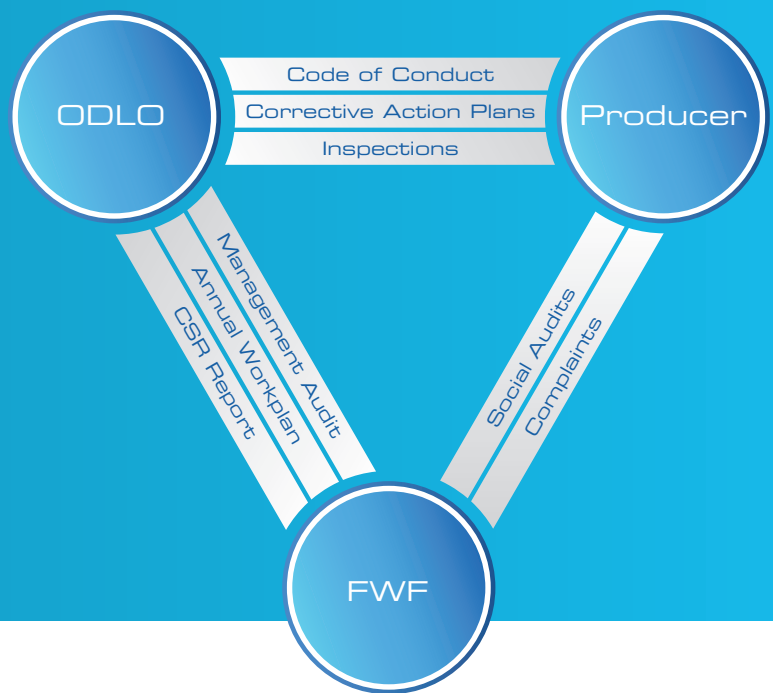 Code of Conduct
ODLO
Corrective Action Plans
Producer
Inspections
Management Audit
Annual Workplan
CSR Report
Social Audits
Complaints
FWF